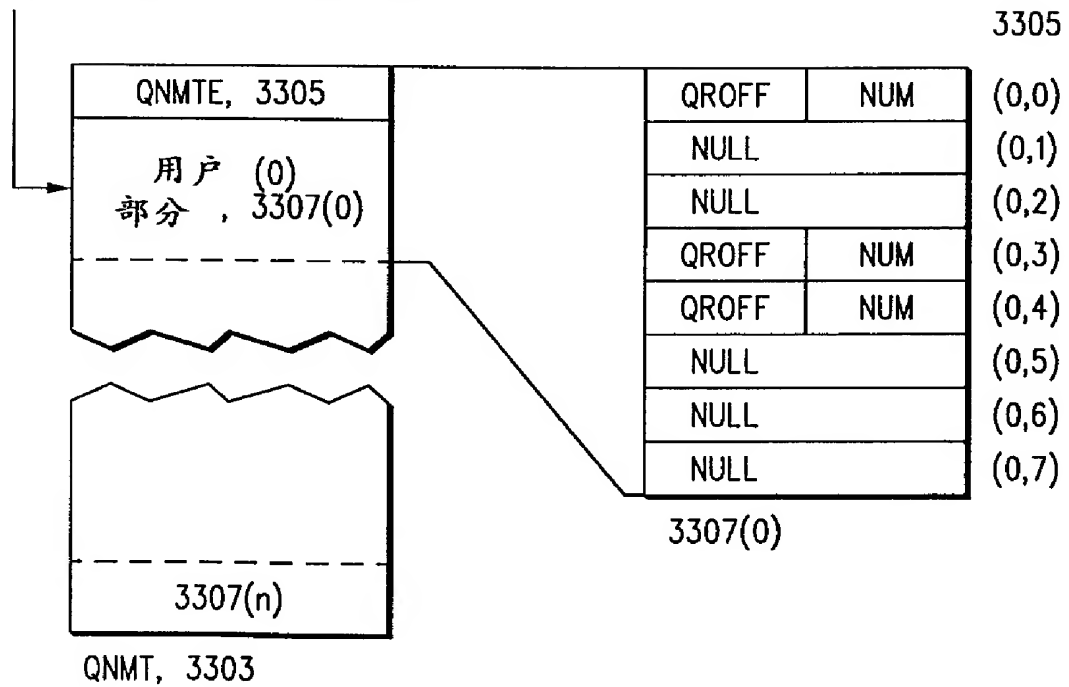 3305
QNMTE, 3305
用户 (0)
部分 , 3307(0)
3307(n)
QNMT, 3303
QROFF NUM (0,0)
NULL (0,1)
NULL (0,2)
QROFF NUM (0,3)
QROFF NUM (0,4)
NULL (0,5)
NULL (0,6)
NULL (0,7)
3307(0)